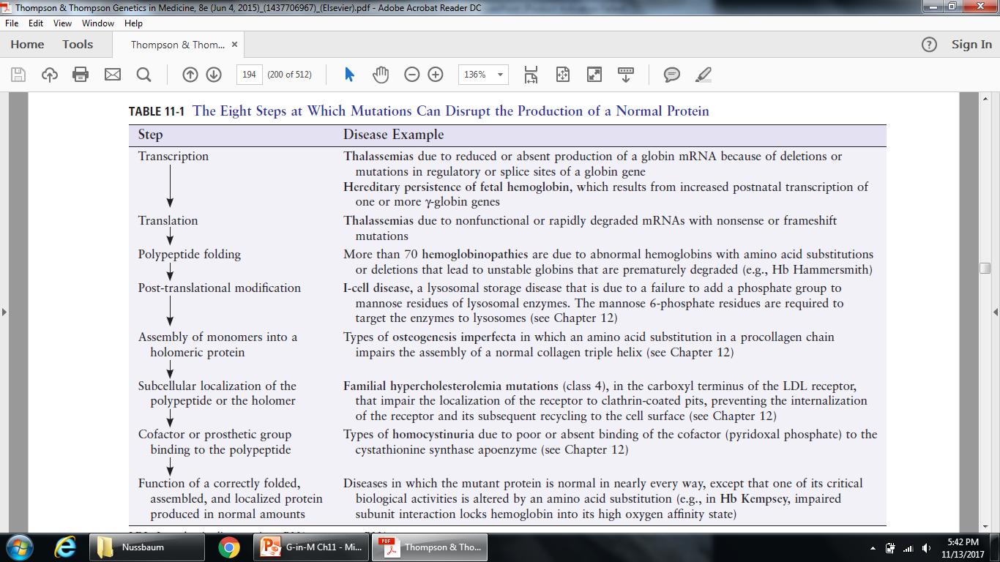 Thompson & Thompson Genetics in Medicine, 8e (Jun 4, 2015)_(1437706967)_(Elsevier).pdf - Adobe Acrobat Reader DC
File Edit View Window Help
Home Tools Thompson & Thom... × ? Sign In
194 (200 of 512) 136%
TABLE 11-1 The Eight Steps at Which Mutations Can Disrupt the Production of a Normal Protein
Step Disease Example
Transcription Thalassemias due to reduced or absent production of a globin mRNA because of deletions or
mutations in regulatory or splice sites of a globin gene
Hereditary persistence of fetal hemoglobin, which results from increased postnatal transcription of
one or more γ-globin genes
Translation Thalassemias due to nonfunctional or rapidly degraded mRNAs with nonsense or frameshift
mutations
Polypeptide folding More than 70 hemoglobinopathies are due to abnormal hemoglobins with amino acid substitutions
or deletions that lead to unstable globins that are prematurely degraded (e.g., Hb Hammersmith)
Post-translational modification I-cell disease, a lysosomal storage disease that is due to a failure to add a phosphate group to
mannose residues of lysosomal enzymes. The mannose 6-phosphate residues are required to
target the enzymes to lysosomes (see Chapter 12)
Assembly of monomers into a Types of osteogenesis imperfecta in which an amino acid substitution in a procollagen chain
holomeric protein impairs the assembly of a normal collagen triple helix (see Chapter 12)
Subcellular localization of the Familial hypercholesterolemia mutations (class 4), in the carboxyl terminus of the LDL receptor,
polypeptide or the holomer that impair the localization of the receptor to clathrin-coated pits, preventing the internalization
of the receptor and its subsequent recycling to the cell surface (see Chapter 12)
Cofactor or prosthetic group Types of homocystinuria due to poor or absent binding of the cofactor (pyridoxal phosphate) to the
binding to the polypeptide cystathionine synthase apoenzyme (see Chapter 12)
Function of a correctly folded, Diseases in which the mutant protein is normal in nearly every way, except that one of its critical
assembled, and localized protein biological activities is altered by an amino acid substitution (e.g., in Hb Kempsey, impaired
produced in normal amounts subunit interaction locks hemoglobin into its high oxygen affinity state)
Nussbaum G-in-M Ch11 - Mi... PDF Thompson & Tho... 5:42 PM
11/13/2017